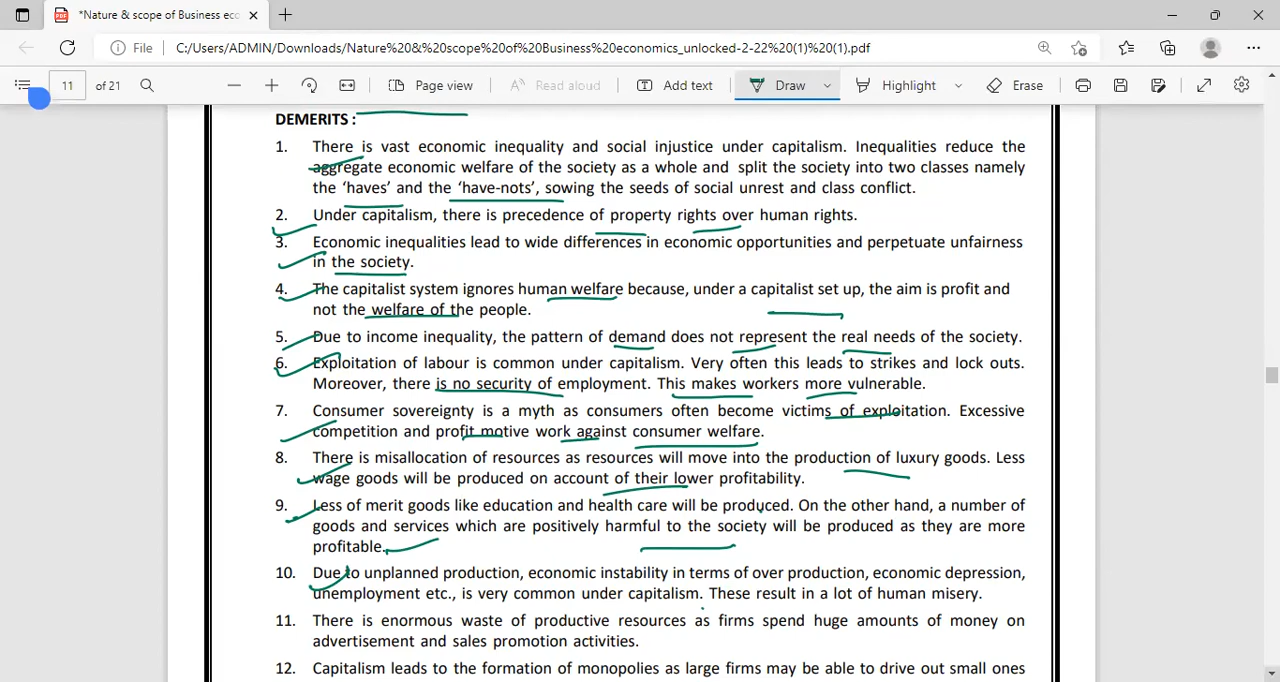 *Nature & scope of Business eco
File
C:/Users/ADMIN/Downloads/Nature%20&%20scope%20of%20Business%20economics_unlocked-2-22%20(1)%20(1).pdf
11 of 21
Page view
Read aloud
Add text
Draw
Highlight
Erase
DEMERITS :
1. There is vast economic inequality and social injustice under capitalism. Inequalities reduce the
aggregate economic welfare of the society as a whole and split the society into two classes namely
the ‘haves’ and the ‘have-nots’, sowing the seeds of social unrest and class conflict.
2. Under capitalism, there is precedence of property rights over human rights.
3. Economic inequalities lead to wide differences in economic opportunities and perpetuate unfairness
in the society.
4. The capitalist system ignores human welfare because, under a capitalist set up, the aim is profit and
not the welfare of the people.
5. Due to income inequality, the pattern of demand does not represent the real needs of the society.
6. Exploitation of labour is common under capitalism. Very often this leads to strikes and lock outs.
Moreover, there is no security of employment. This makes workers more vulnerable.
7. Consumer sovereignty is a myth as consumers often become victims of exploitation. Excessive
competition and profit motive work against consumer welfare.
8. There is misallocation of resources as resources will move into the production of luxury goods. Less
wage goods will be produced on account of their lower profitability.
9. Less of merit goods like education and health care will be produced. On the other hand, a number of
goods and services which are positively harmful to the society will be produced as they are more
profitable.
10. Due to unplanned production, economic instability in terms of over production, economic depression,
unemployment etc., is very common under capitalism. These result in a lot of human misery.
11. There is enormous waste of productive resources as firms spend huge amounts of money on
advertisement and sales promotion activities.
12. Capitalism leads to the formation of monopolies as large firms may be able to drive out small ones